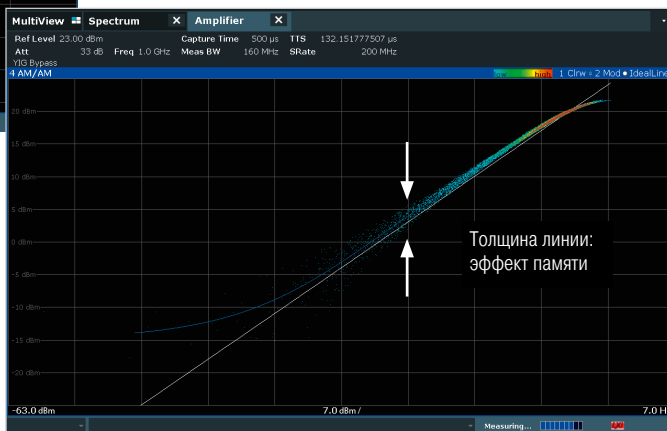 MultiView Spectrum X Amplifier X
Ref Level 23.00 dBm Capture Time 500 µs TTS 132.151777507 µs
Att 33 dB Freq 1.0 GHz Meas BW 160 MHz SRate 200 MHz
YIG Bypass
4 AM/AM low high 1 Clrw 2 Mod IdealLine
20 dBm
15 dBm
10 dBm
5 dBm
0 dBm
-5 dBm
-10 dBm
-15 dBm
-20 dBm
Толщина линии:
эффект памяти
-63.0 dBm 7.0 dBm/ 7.0
Measuring...